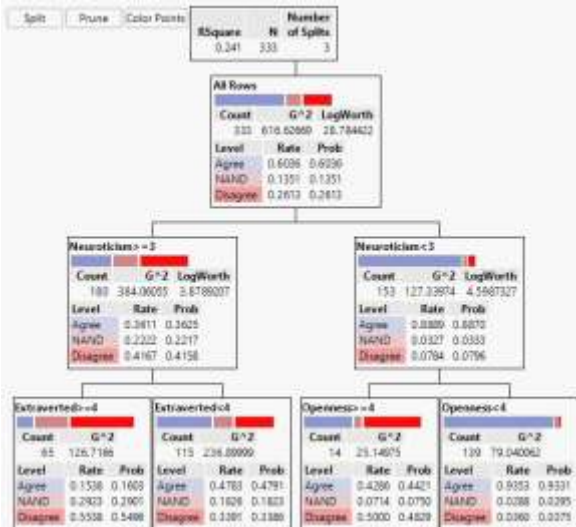 Split Prune Color Points
Number
RSquare N of Splits
0.241 333 3
All Rows
Count G^2 LogWorth
333 616.62669 28.784622
Level Rate Prob
Agree 0.6036 0.6036
NAND 0.1351 0.1351
Disagree 0.2613 0.2613
Neuroticism>=3
Count G^2 LogWorth
180 384.06055 3.8789207
Level Rate Prob
Agree 0.3611 0.3625
NAND 0.2222 0.2217
Disagree 0.4167 0.4158
Neuroticism<3
Count G^2 LogWorth
153 127.33974 4.5987327
Level Rate Prob
Agree 0.8889 0.8870
NAND 0.0327 0.0333
Disagree 0.0784 0.0796
Extraverted>=4
Count G^2
65 126.7186
Level Rate Prob
Agree 0.1538 0.1603
NAND 0.2923 0.2901
Disagree 0.5538 0.5496
Extraverted<4
Count G^2
115 236.89999
Level Rate Prob
Agree 0.4783 0.4791
NAND 0.1826 0.1823
Disagree 0.3391 0.3386
Openness>=4
Count G^2
14 25.14975
Level Rate Prob
Agree 0.4286 0.4421
NAND 0.0714 0.0750
Disagree 0.5000 0.4829
Openness<4
Count G^2
139 79.040062
Level Rate Prob
Agree 0.9353 0.9331
NAND 0.0288 0.0295
Disagree 0.0360 0.0375